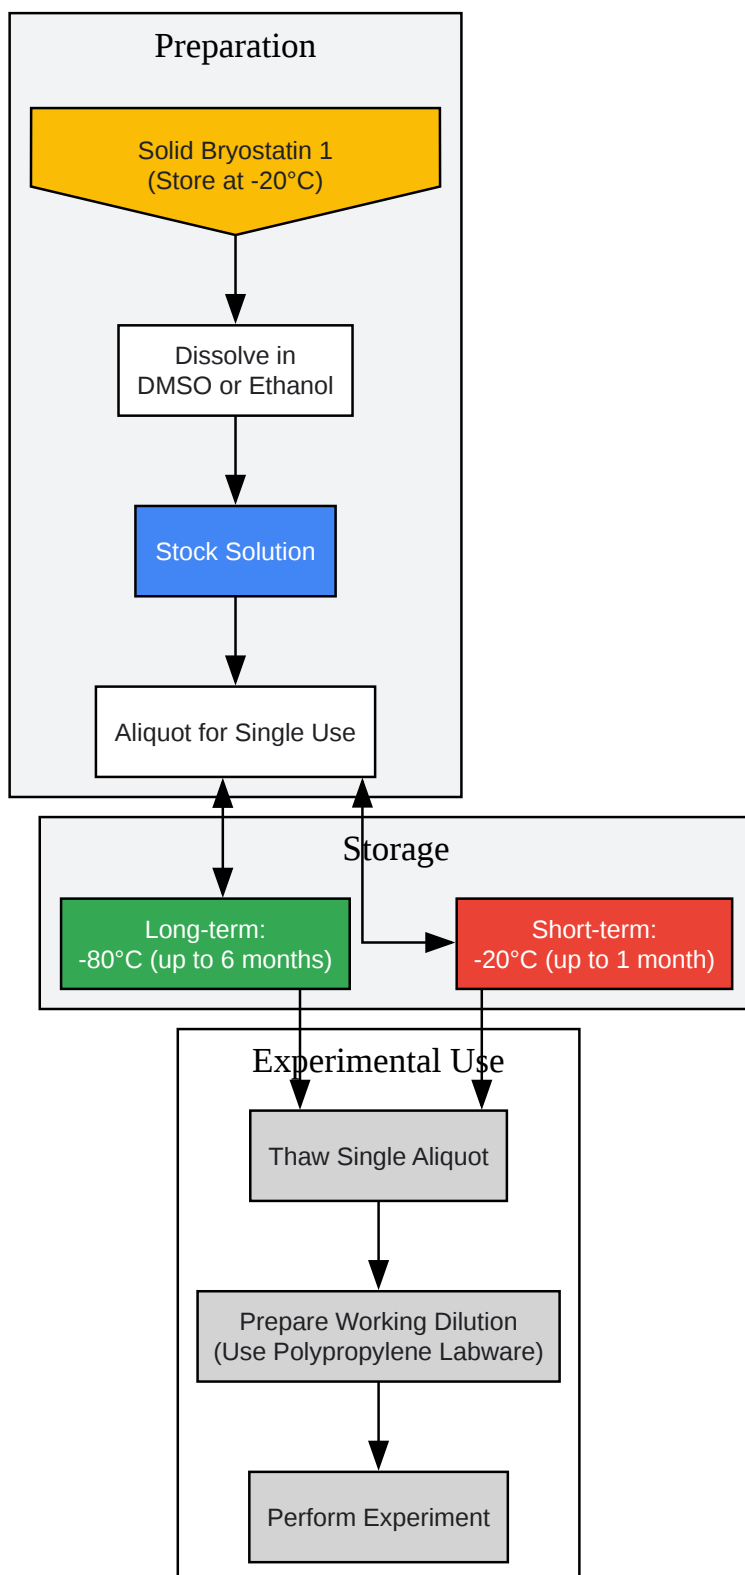 Preparation
Solid Bryostatin 1
(Store at -20°C)
Dissolve in
DMSO or Ethanol
Stock Solution
Aliquot for Single Use
Storage
Long-term:
-80°C (up to 6 months)
Short-term:
-20°C (up to 1 month)
Experimental Use
Thaw Single Aliquot
Prepare Working Dilution
(Use Polypropylene Labware)
Perform Experiment